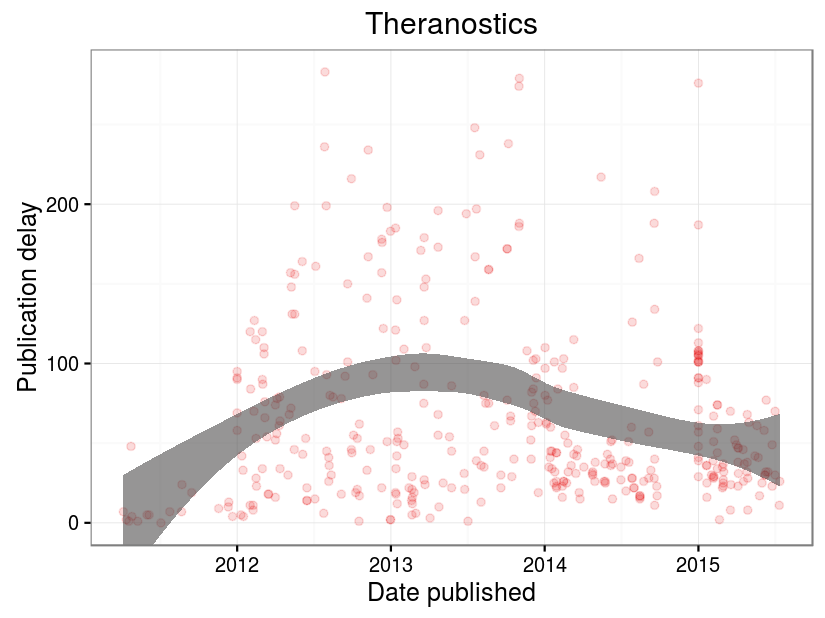 Theranostics
Publication delay
200
100
0
2012 2013 2014 2015
Date published